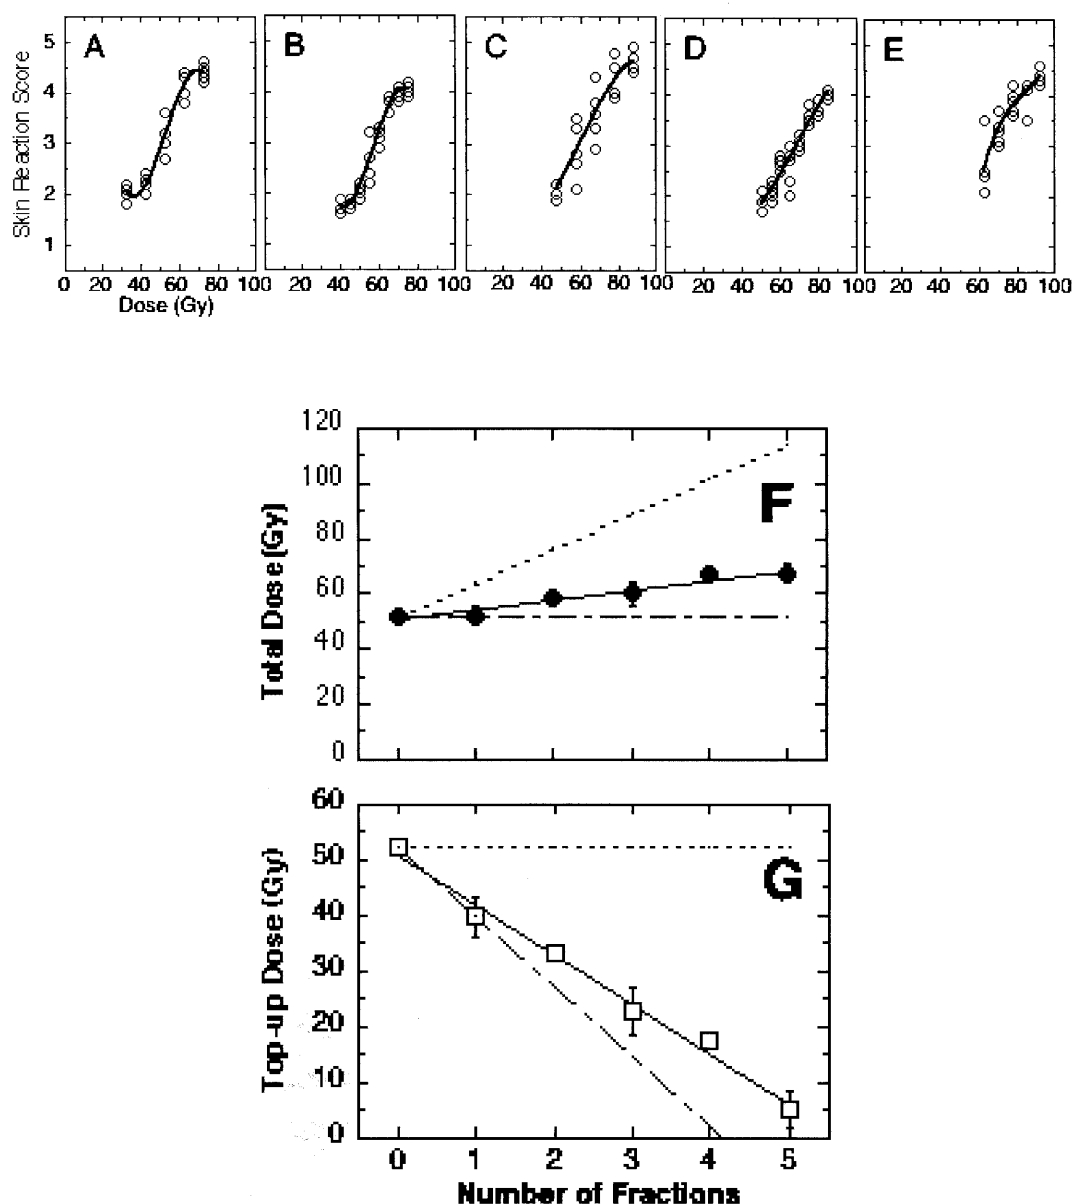 A B C D E
Skin Reaction Score
5
4
3
2
1
0 20 40 60 80 100 20 40 60 80 100 20 40 60 80 100 20 40 60 80 100 20 40 60 80 100
Dose (Gy)
F
Total Dose (Gy)
120
100
80
60
40
20
0
G
Top-up Dose (Gy)
60
50
40
30
20
10
0
0 1 2 3 4 5
Number of Fractions